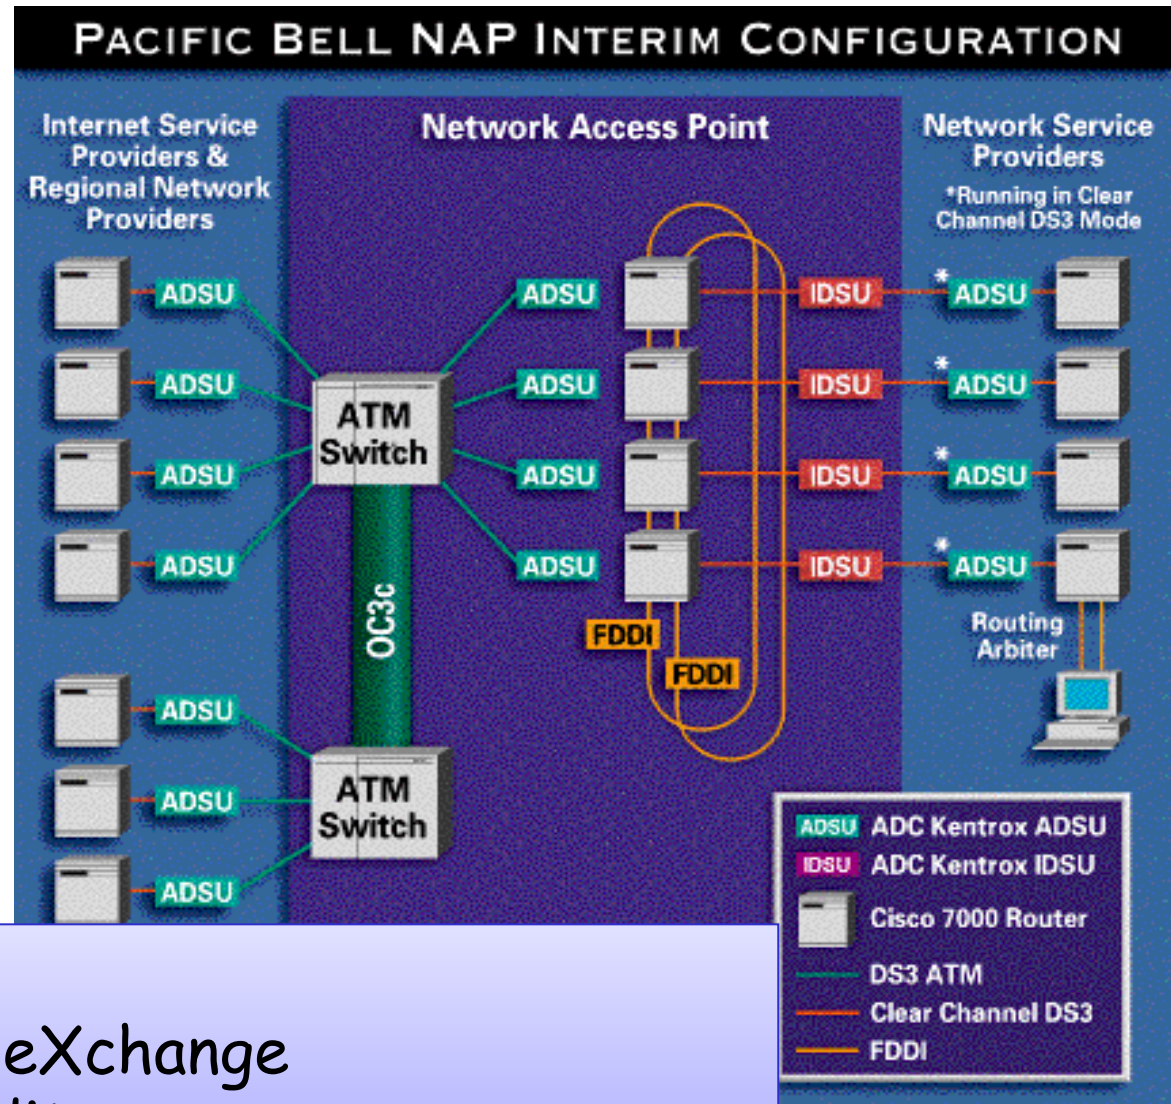 PACIFIC BELL NAP INTERIM CONFIGURATION
Internet Service
Providers &
Regional Network
Providers
Network Access Point
Network Service
Providers
*Running in Clear
Channel DS3 Mode
ADSU
ADSU
IDSU
* ADSU
ADSU
ADSU
IDSU
* ADSU
ATM
Switch
ADSU
ADSU
IDSU
* ADSU
ADSU
ADSU
IDSU
* ADSU
OC3c
FDDI
FDDI
Routing
Arbiter
ADSU
ADSU
ADSU
ATM
Switch
ADSU ADC Kentrox ADSU
IDSU ADC Kentrox IDSU
Cisco 7000 Router
DS3 ATM
Clear Channel DS3
FDDI
eXchange